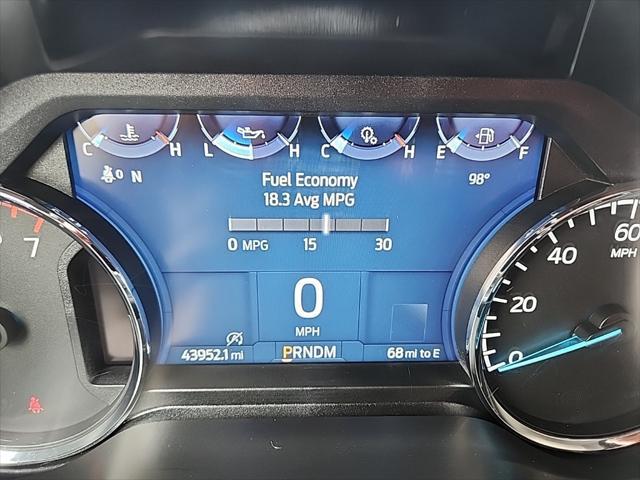 C H L H C H E F
0 N
98°
Fuel Economy
18.3 Avg MPG
0 MPG 15 30
0
MPH
43952.1 mi
PRNDM
68 mi to E
7
0
20
40
60
MPH